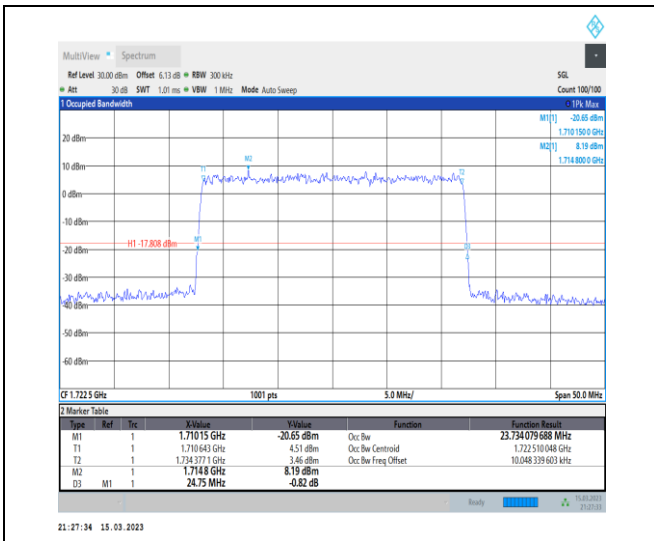 MultiView Spectrum
Ref Level 30.00 dBm Offset 6.13 dB RBW 300 kHz SGL
Att 30 dB SWT 1.01 ms VBW 1 MHz Mode Auto Sweep Count 100/100
1 Occupied Bandwidth 1Pk Max
M1[1] -20.65 dBm
1.710 150 0 GHz
M2[1] 8.19 dBm
1.714 800 0 GHz
20 dBm
10 dBm
0 dBm
-10 dBm
-20 dBm
-30 dBm
-40 dBm
-50 dBm
-60 dBm
T1
M2
T2
H1 -17.808 dBm
M1
D3
CF 1.722 5 GHz 1001 pts 5.0 MHz/ Span 50.0 MHz
2 Marker Table
Type Ref Trc X-Value Y-Value Function Function Result
M1 1 1.710 15 GHz -20.65 dBm Occ Bw 23.734 079 688 MHz
T1 1 1.710 643 GHz 4.51 dBm Occ Bw Centroid 1.722 510 048 GHz
T2 1 1.734 377 1 GHz 3.46 dBm Occ Bw Freq Offset 10.048 339 603 kHz
M2 1 1.714 8 GHz 8.19 dBm
D3 M1 1 24.75 MHz -0.82 dB
Ready 15.03.2023
21:27:33
21:27:34 15.03.2023